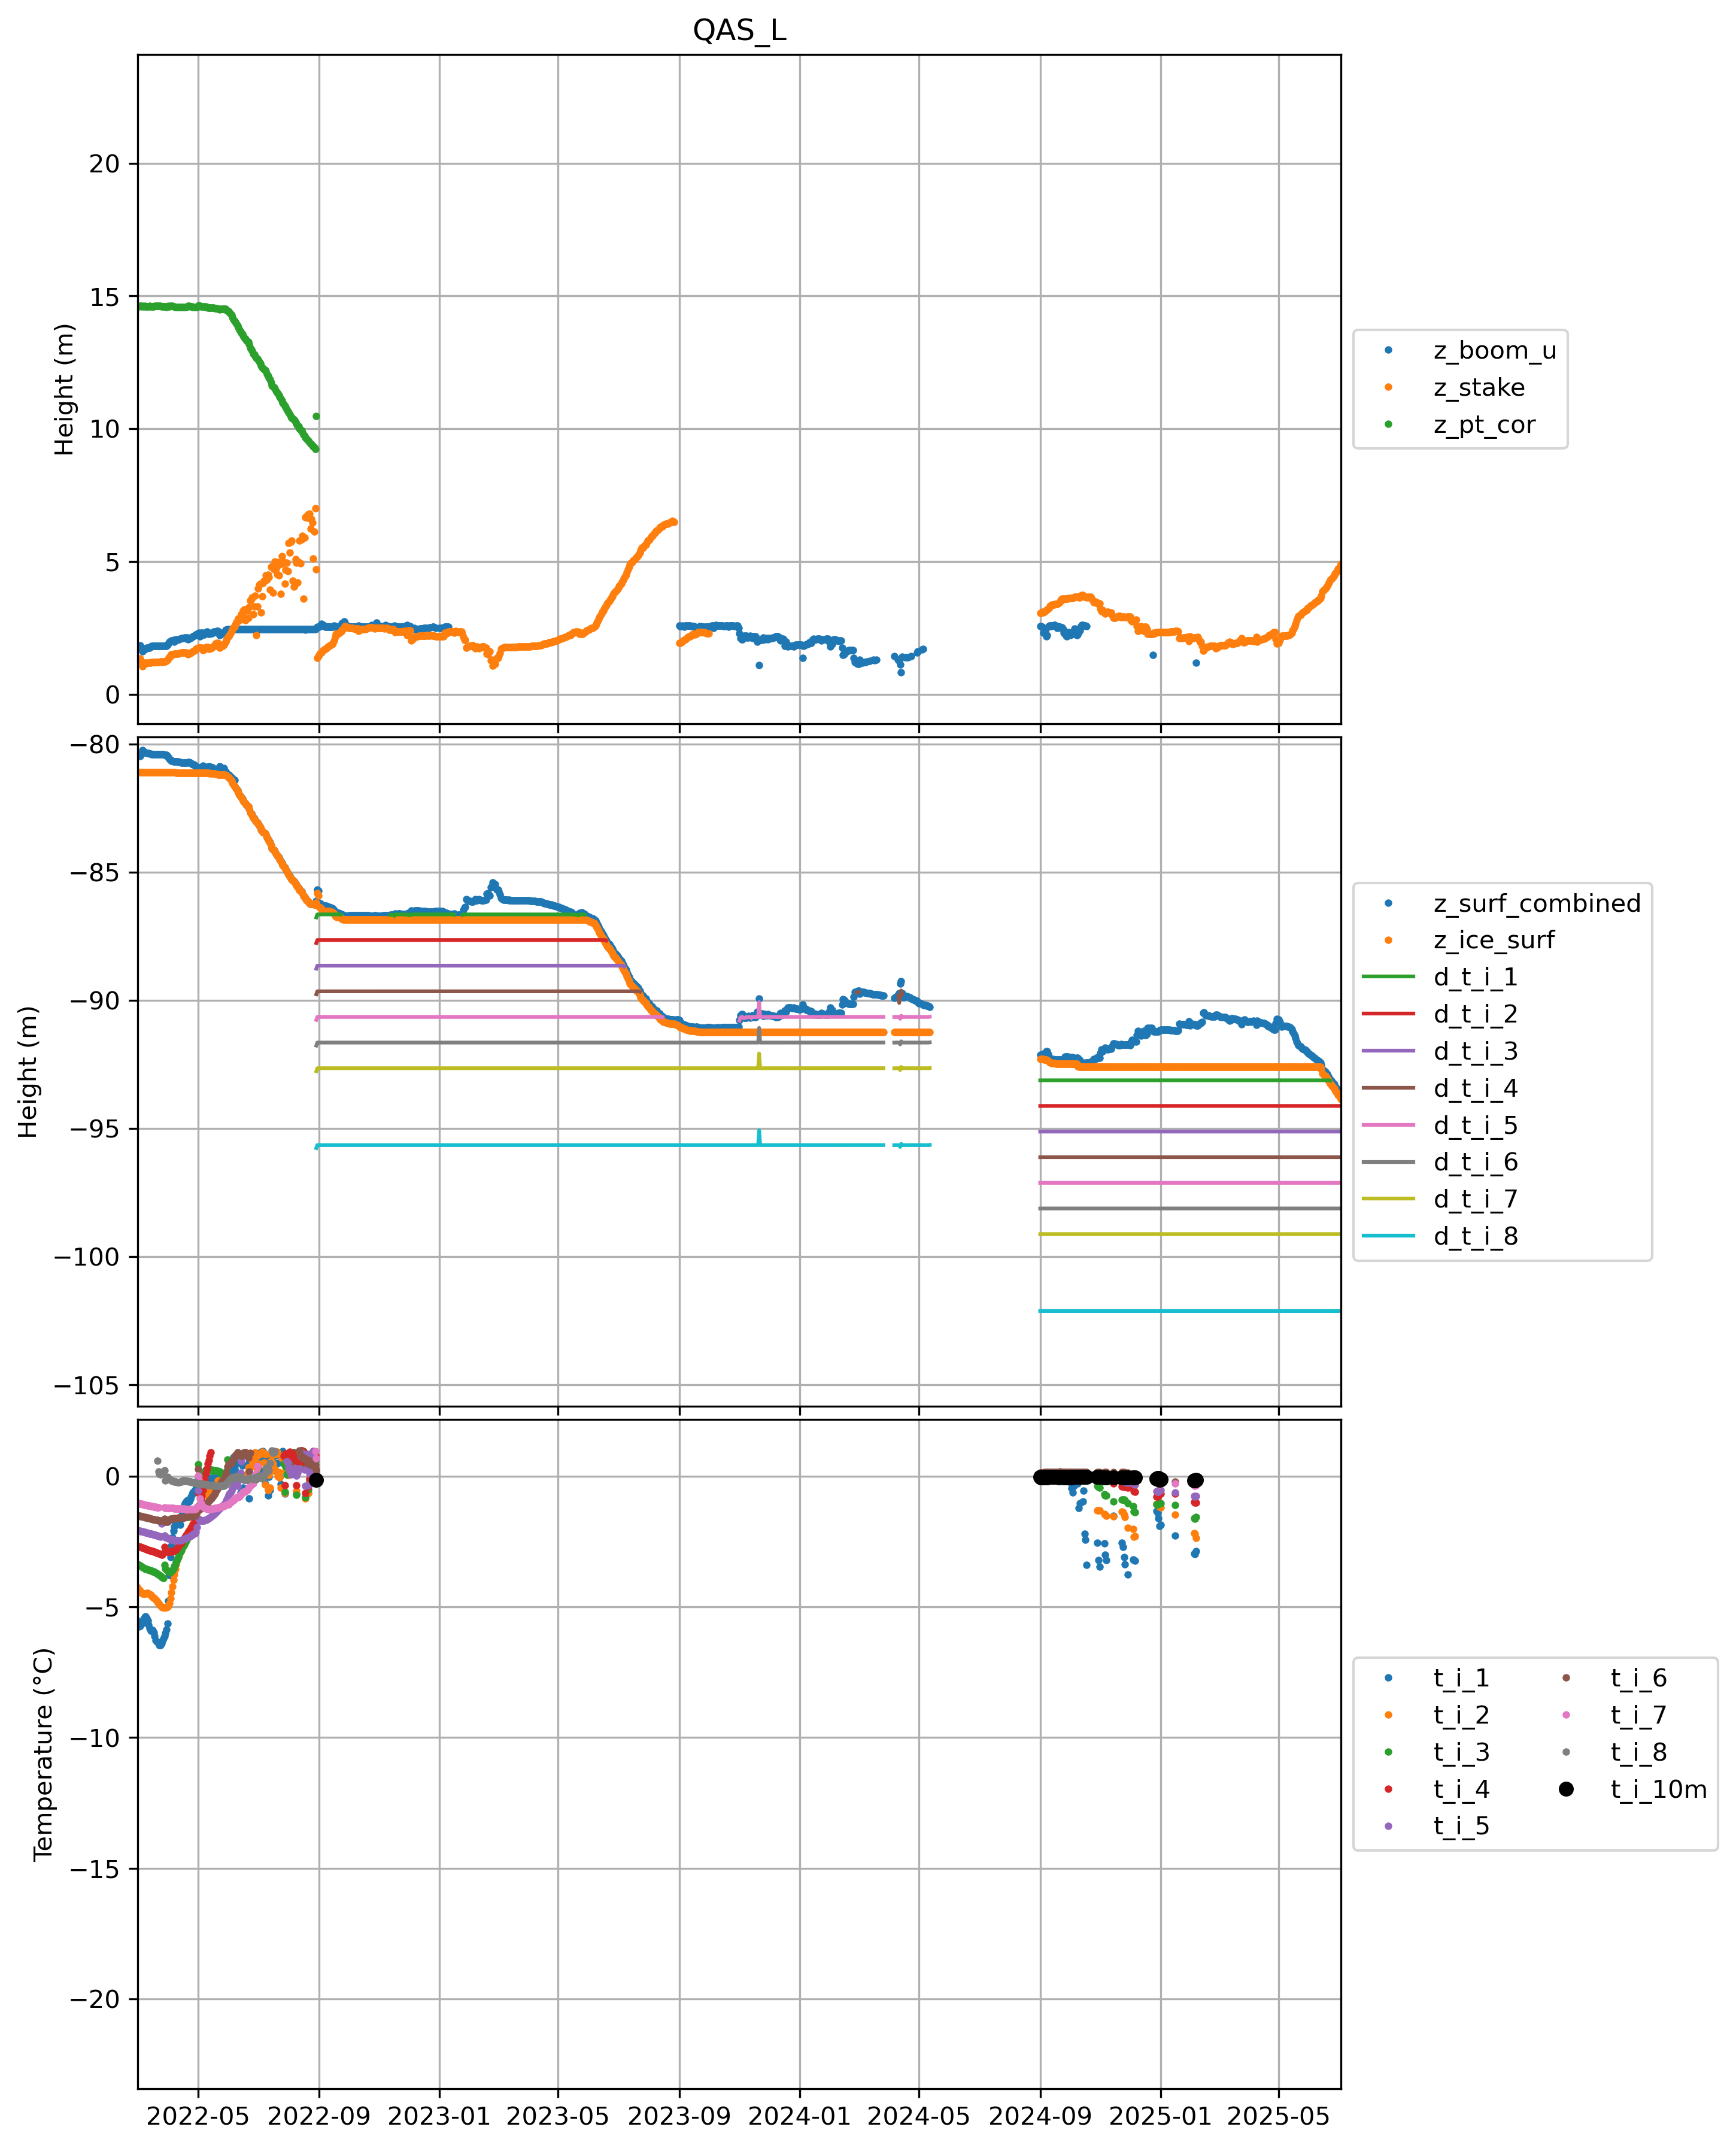 QAS_L
20
15
10
5
0
Height (m)
z_boom_u
z_stake
z_pt_cor
−80
−85
−90
−95
−100
−105
Height (m)
z_surf_combined
z_ice_surf
d_t_i_1
d_t_i_2
d_t_i_3
d_t_i_4
d_t_i_5
d_t_i_6
d_t_i_7
d_t_i_8
0
−5
−10
−15
−20
Temperature (°C)
t_i_1
t_i_2
t_i_3
t_i_4
t_i_5
t_i_6
t_i_7
t_i_8
t_i_10m
2022-05 2022-09 2023-01 2023-05 2023-09 2024-01 2024-05 2024-09 2025-01 2025-05